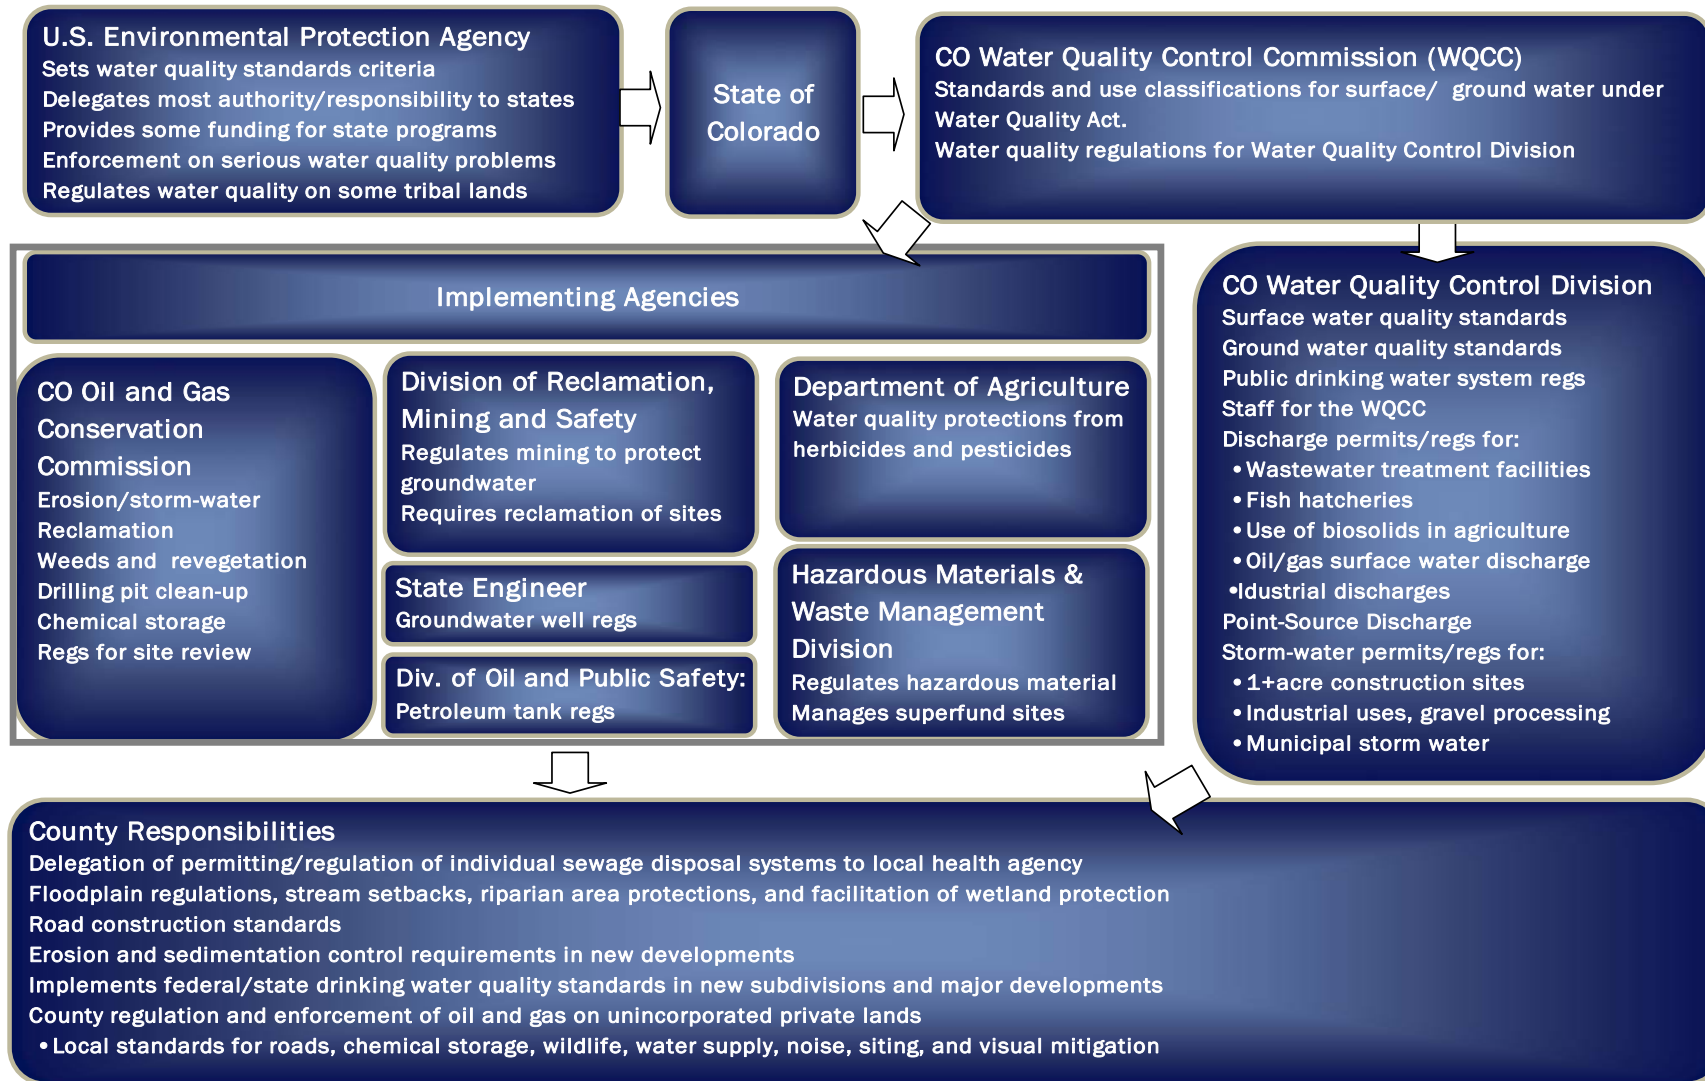 U.S. Environmental Protection Agency
Sets water quality standards criteria
Delegates most authority/responsibility to states
Provides some funding for state programs
Enforcement on serious water quality problems
Regulates water quality on some tribal lands
State of
Colorado
CO Water Quality Control Commission (WQCC)
Standards and use classifications for surface/ ground water under
Water Quality Act.
Water quality regulations for Water Quality Control Division
Implementing Agencies
CO Oil and Gas
Conservation
Commission
Erosion/storm-water
Reclamation
Weeds and revegetation
Drilling pit clean-up
Chemical storage
Regs for site review
Division of Reclamation,
Mining and Safety
Regulates mining to protect
groundwater
Requires reclamation of sites
State Engineer
Groundwater well regs
Div. of Oil and Public Safety:
Petroleum tank regs
Department of Agriculture
Water quality protections from
herbicides and pesticides
Hazardous Materials &
Waste Management
Division
Regulates hazardous material
Manages superfund sites
CO Water Quality Control Division
Surface water quality standards
Ground water quality standards
Public drinking water system regs
Staff for the WQCC
Discharge permits/regs for:
• Wastewater treatment facilities
• Fish hatcheries
• Use of biosolids in agriculture
• Oil/gas surface water discharge
•Idustrial discharges
Point-Source Discharge
Storm-water permits/regs for:
• 1+acre construction sites
• Industrial uses, gravel processing
• Municipal storm water
County Responsibilities
Delegation of permitting/regulation of individual sewage disposal systems to local health agency
Floodplain regulations, stream setbacks, riparian area protections, and facilitation of wetland protection
Road construction standards
Erosion and sedimentation control requirements in new developments
Implements federal/state drinking water quality standards in new subdivisions and major developments
County regulation and enforcement of oil and gas on unincorporated private lands
• Local standards for roads, chemical storage, wildlife, water supply, noise, siting, and visual mitigation